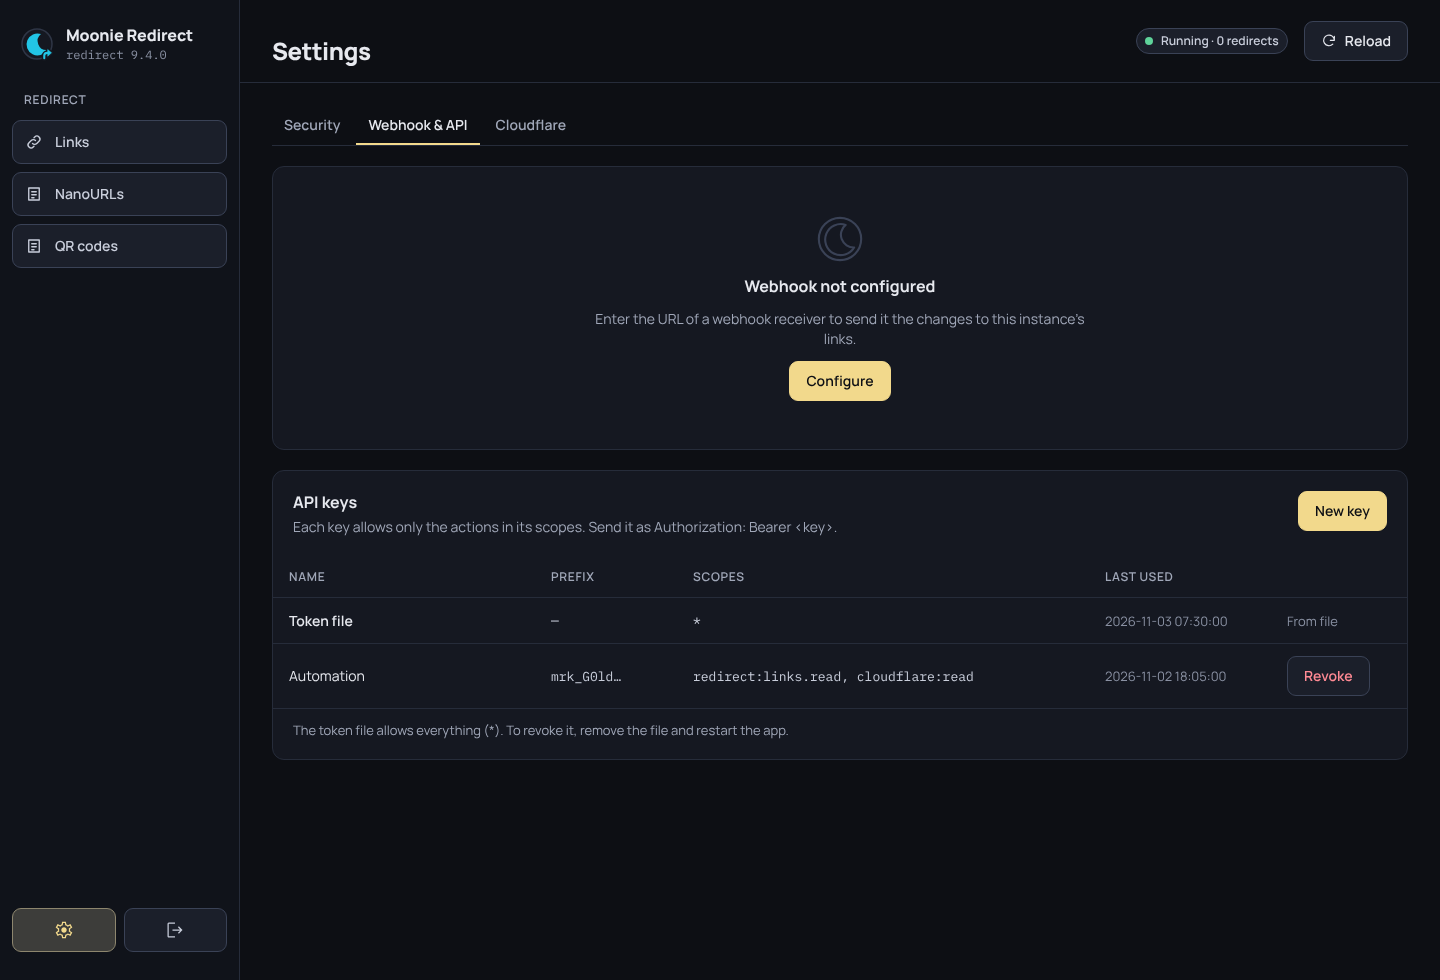 Moonie Redirect
redirect 9.4.0
REDIRECT
Links
NanoURLs
QR codes
Settings
Running · 0 redirects
Reload
Security
Webhook & API
Cloudflare
Webhook not configured
Enter the URL of a webhook receiver to send it the changes to this instance's
links.
Configure
API keys
Each key allows only the actions in its scopes. Send it as Authorization: Bearer <key>.
New key
NAME PREFIX SCOPES LAST USED
Token file — * 2026-11-03 07:30:00 From file
Automation mrk_G0ld… redirect:links.read, cloudflare:read 2026-11-02 18:05:00 Revoke
The token file allows everything (*). To revoke it, remove the file and restart the app.